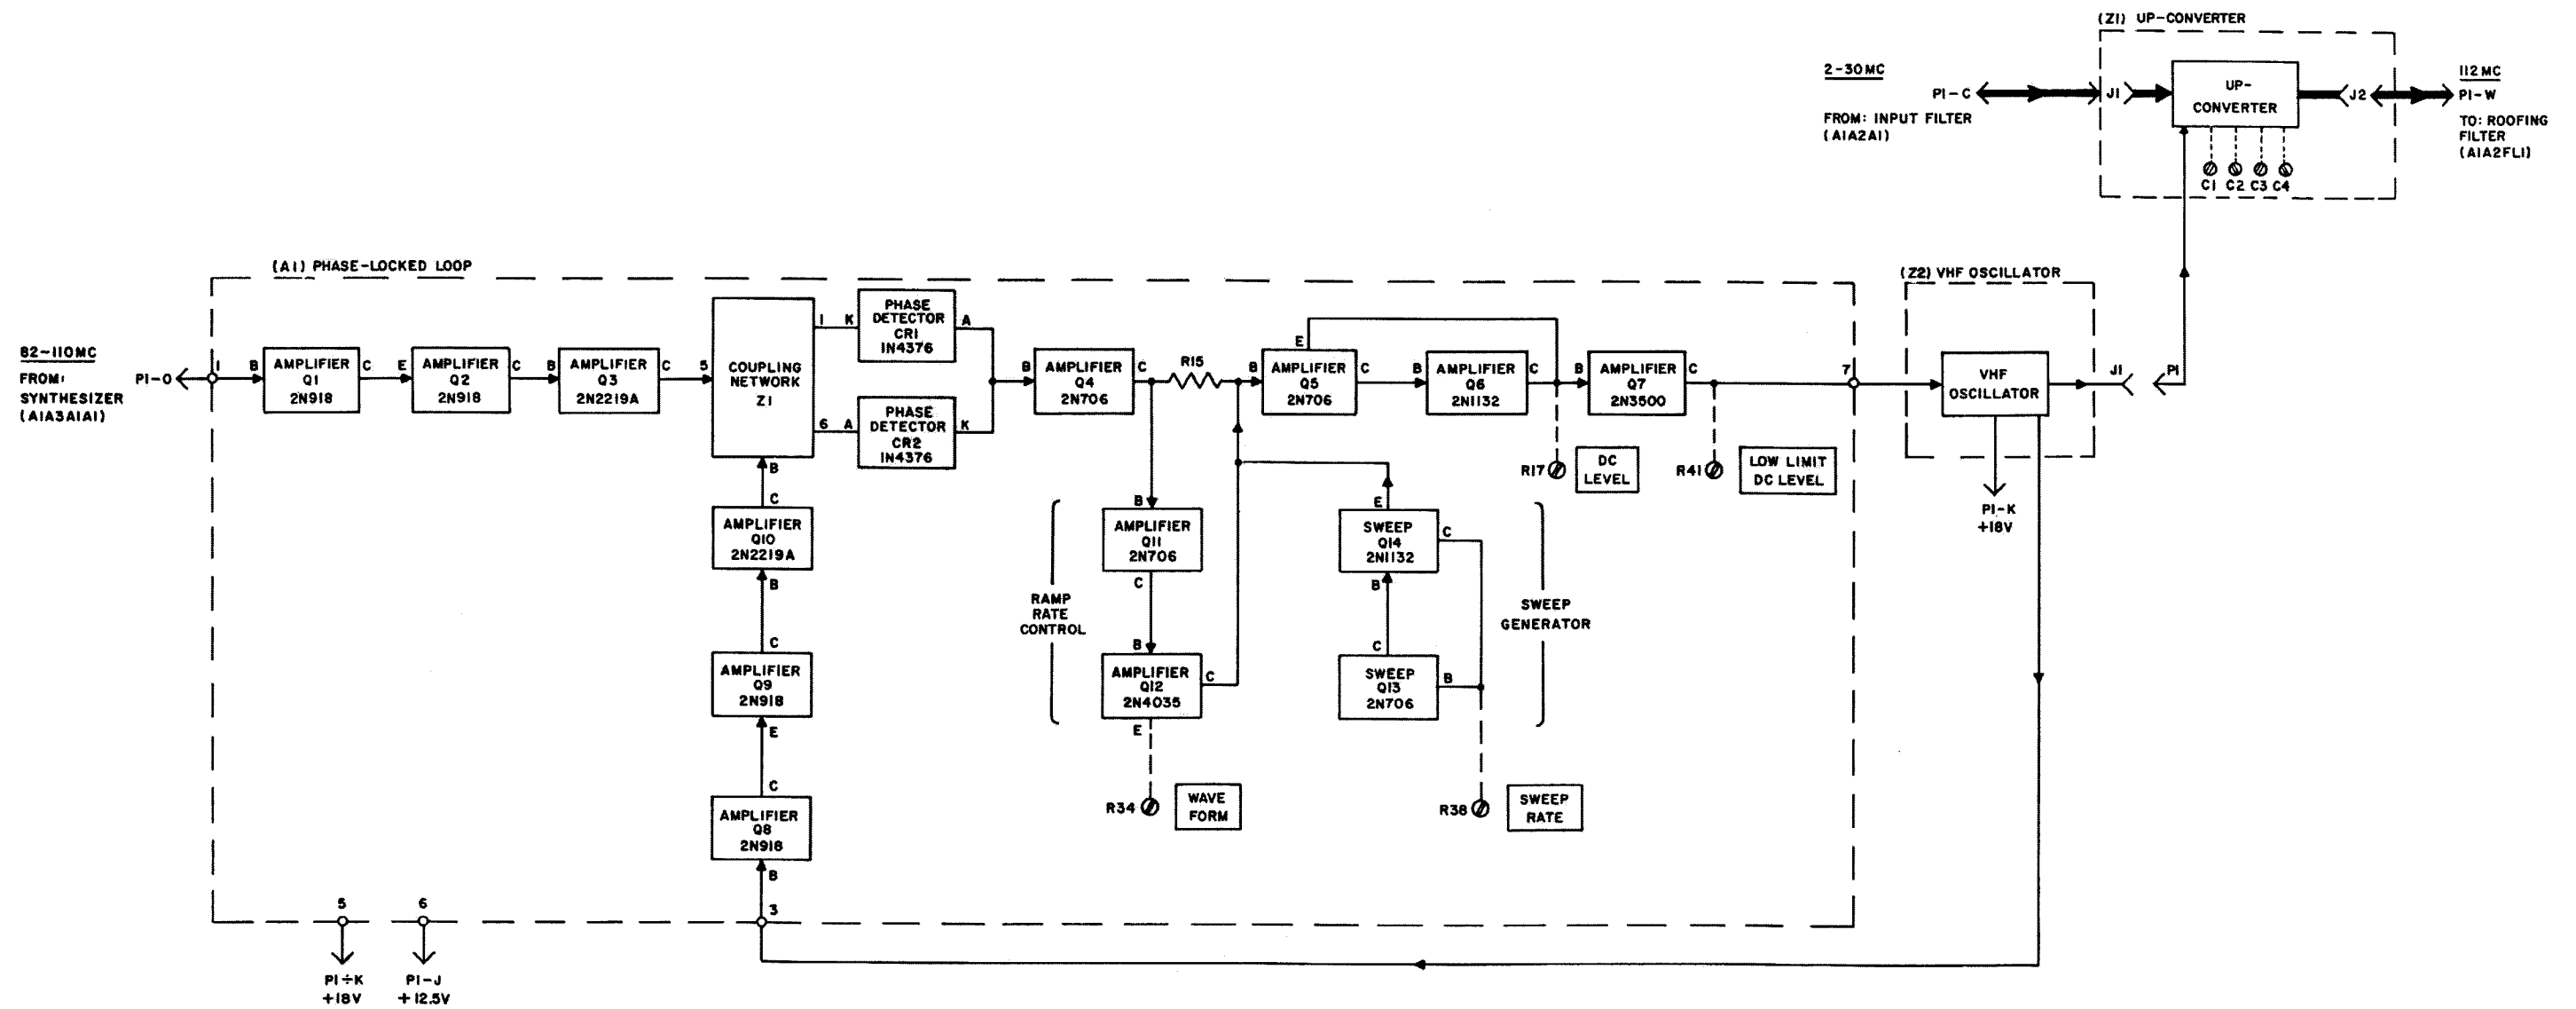 (Z1) UP-CONVERTER
2-30MC
P1-C
FROM: INPUT FILTER
(A1A2A1)
J1
UP-
CONVERTER
J2
C1 C2 C3 C4
112MC
P1-W
TO: ROOFING
FILTER
(A1A2FL1)
(A1) PHASE-LOCKED LOOP
82-110MC
FROM:
SYNTHESIZER
(A1A3A1A1)
P1-O
1
B
AMPLIFIER
Q1
2N918
C
E
AMPLIFIER
Q2
2N918
C
B
AMPLIFIER
Q3
2N2219A
C
5
COUPLING
NETWORK
Z1
1
K
PHASE
DETECTOR
CR1
1N4376
A
6
A
PHASE
DETECTOR
CR2
1N4376
K
B
AMPLIFIER
Q4
2N706
C
R15
B
E
AMPLIFIER
Q5
2N706
C
B
AMPLIFIER
Q6
2N1132
C
B
AMPLIFIER
Q7
2N3500
C
7
R17
DC
LEVEL
R41
LOW LIMIT
DC LEVEL
(Z2) VHF OSCILLATOR
VHF
OSCILLATOR
J1
P1
P1-K
+18V
B
C
AMPLIFIER
Q10
2N2219A
B
C
AMPLIFIER
Q9
2N918
E
C
AMPLIFIER
Q8
2N918
B
3
RAMP
RATE
CONTROL
B
AMPLIFIER
Q11
2N706
C
B
AMPLIFIER
Q12
2N4035
C
E
R34
WAVE
FORM
E
SWEEP
Q14
2N1132
C
B
C
SWEEP
Q13
2N706
B
SWEEP
GENERATOR
R38
SWEEP
RATE
5
P1-K
+18V
6
P1-J
+12.5V